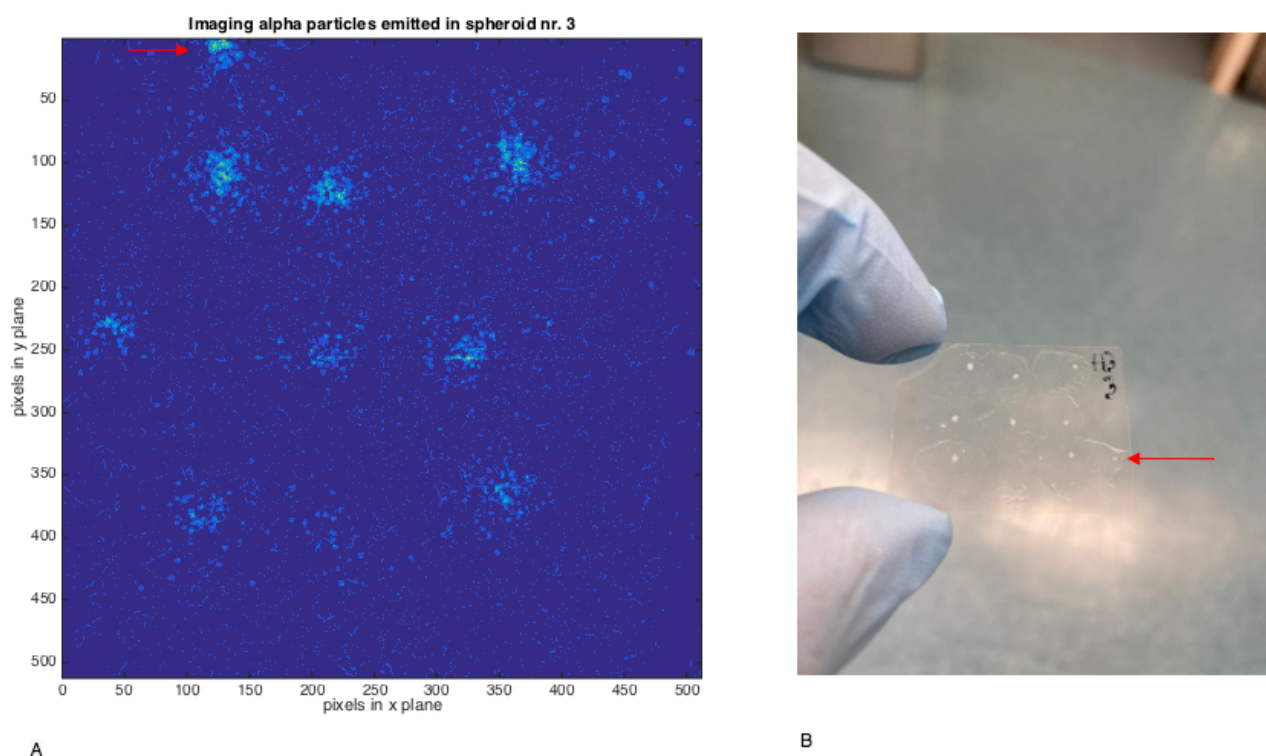 Imaging alpha particles emitted in spheroid nr. 3
50
100
150
200
250
300
350
400
450
500
pixels in y plane
0 50 100 150 200 250 300 350 400 450 500
pixels in x plane
A
B